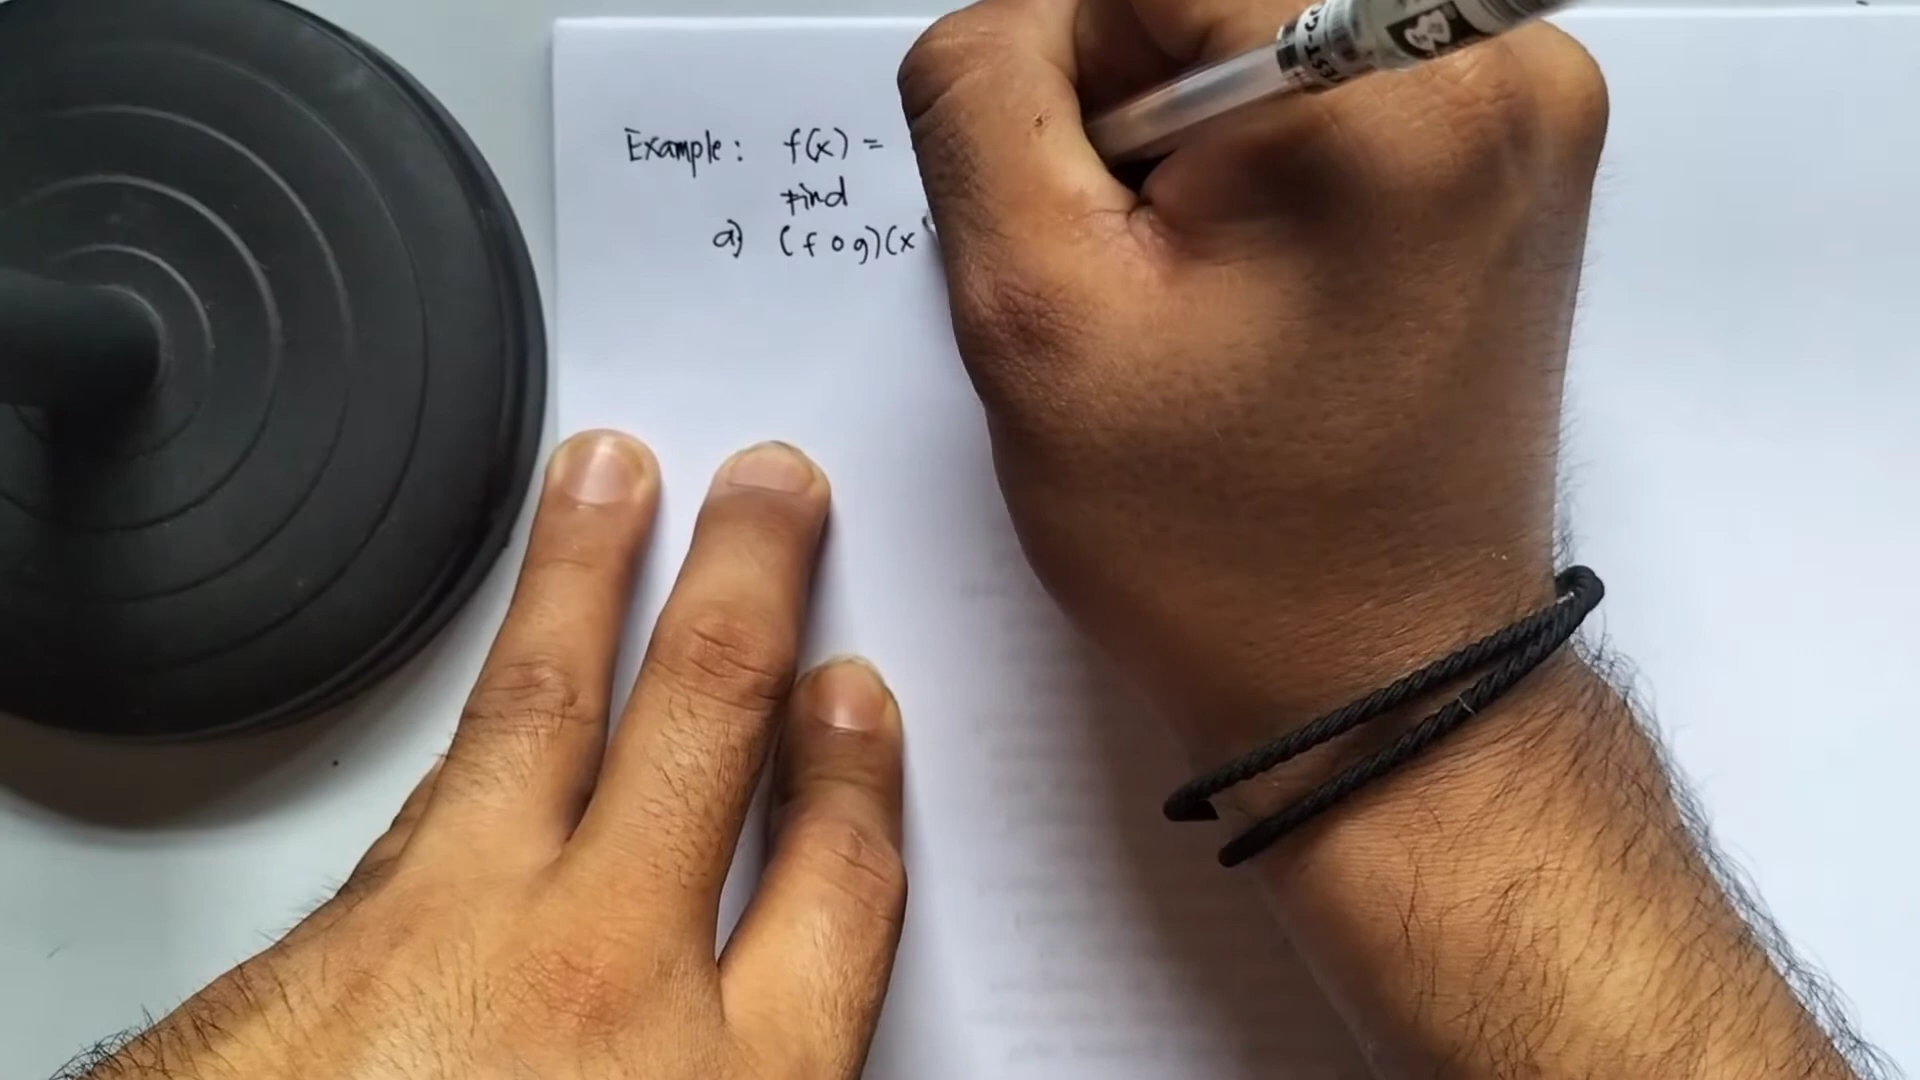 Example: f(x) =
Find
a) (f o g)(x